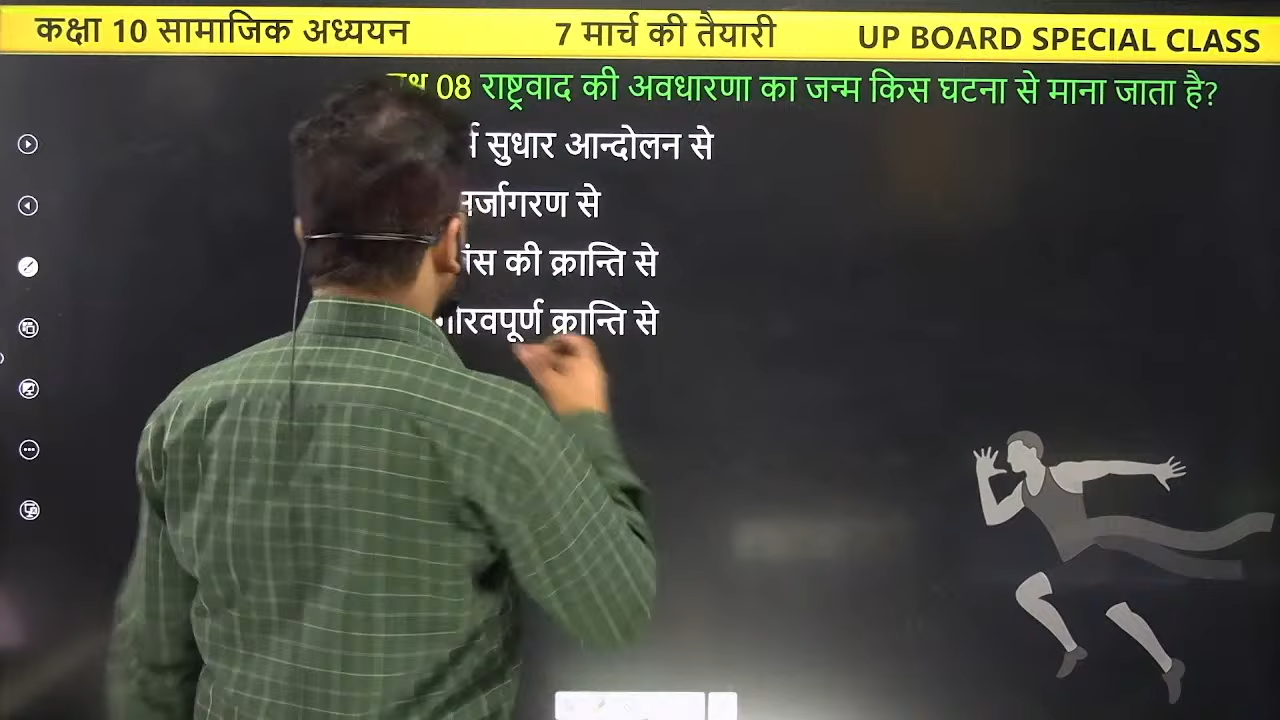 कक्षा 10 सामाजिक अध्ययन 7 मार्च की तैयारी UP BOARD SPECIAL CLASS
08 राष्ट्रवाद की अवधारणा का जन्म किस घटना से माना जाता है?
सुधार आन्दोलन से
से
की क्रान्ति से
क्रान्ति से